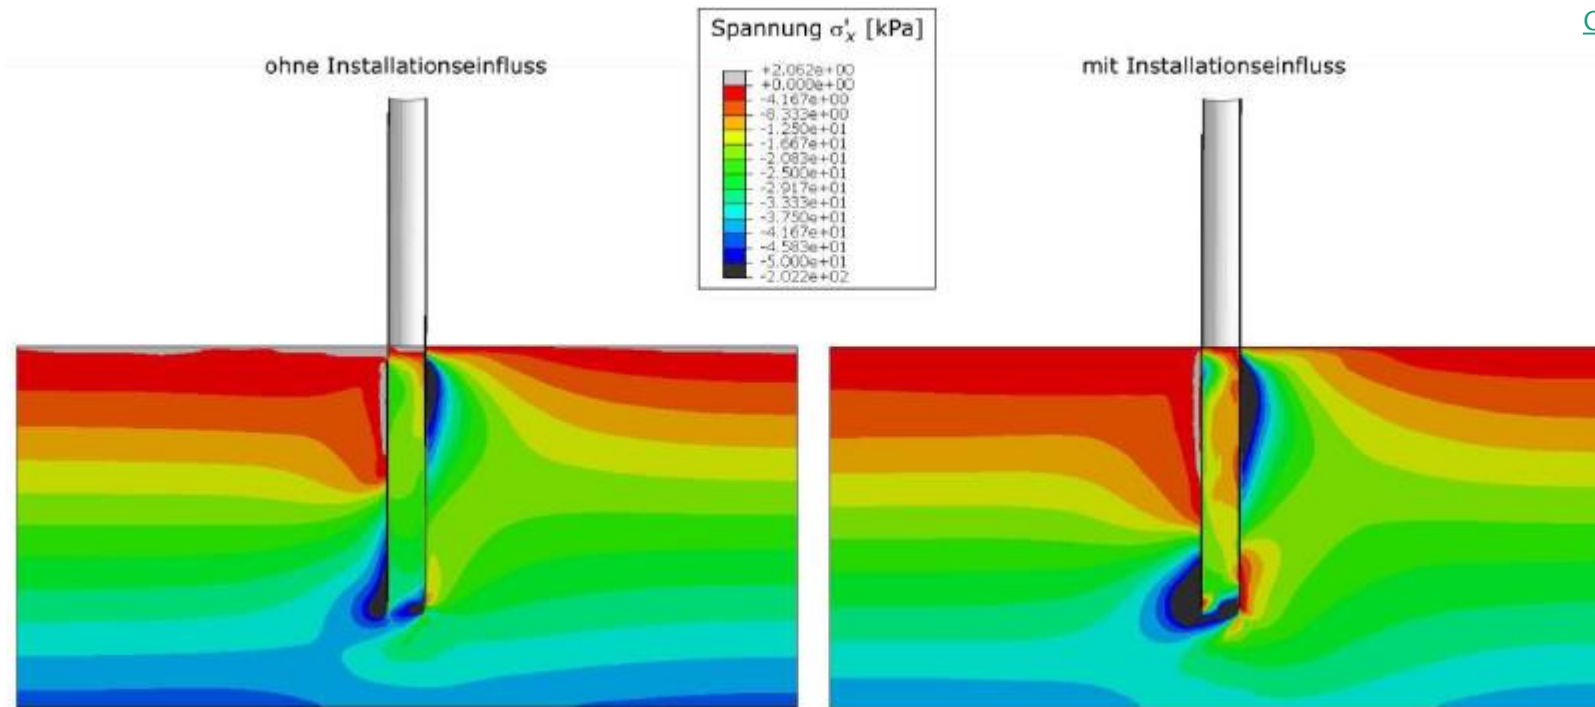 Spannung σ'ₓ [kPa]
ohne Installationseinfluss
mit Installationseinfluss
+2.062e+00
+0.000e+00
-4.167e+00
-8.333e+00
-1.250e+01
-1.667e+01
-2.083e+01
-2.500e+01
-2.917e+01
-3.333e+01
-3.750e+01
-4.167e+01
-4.583e+01
-5.000e+01
-2.022e+02